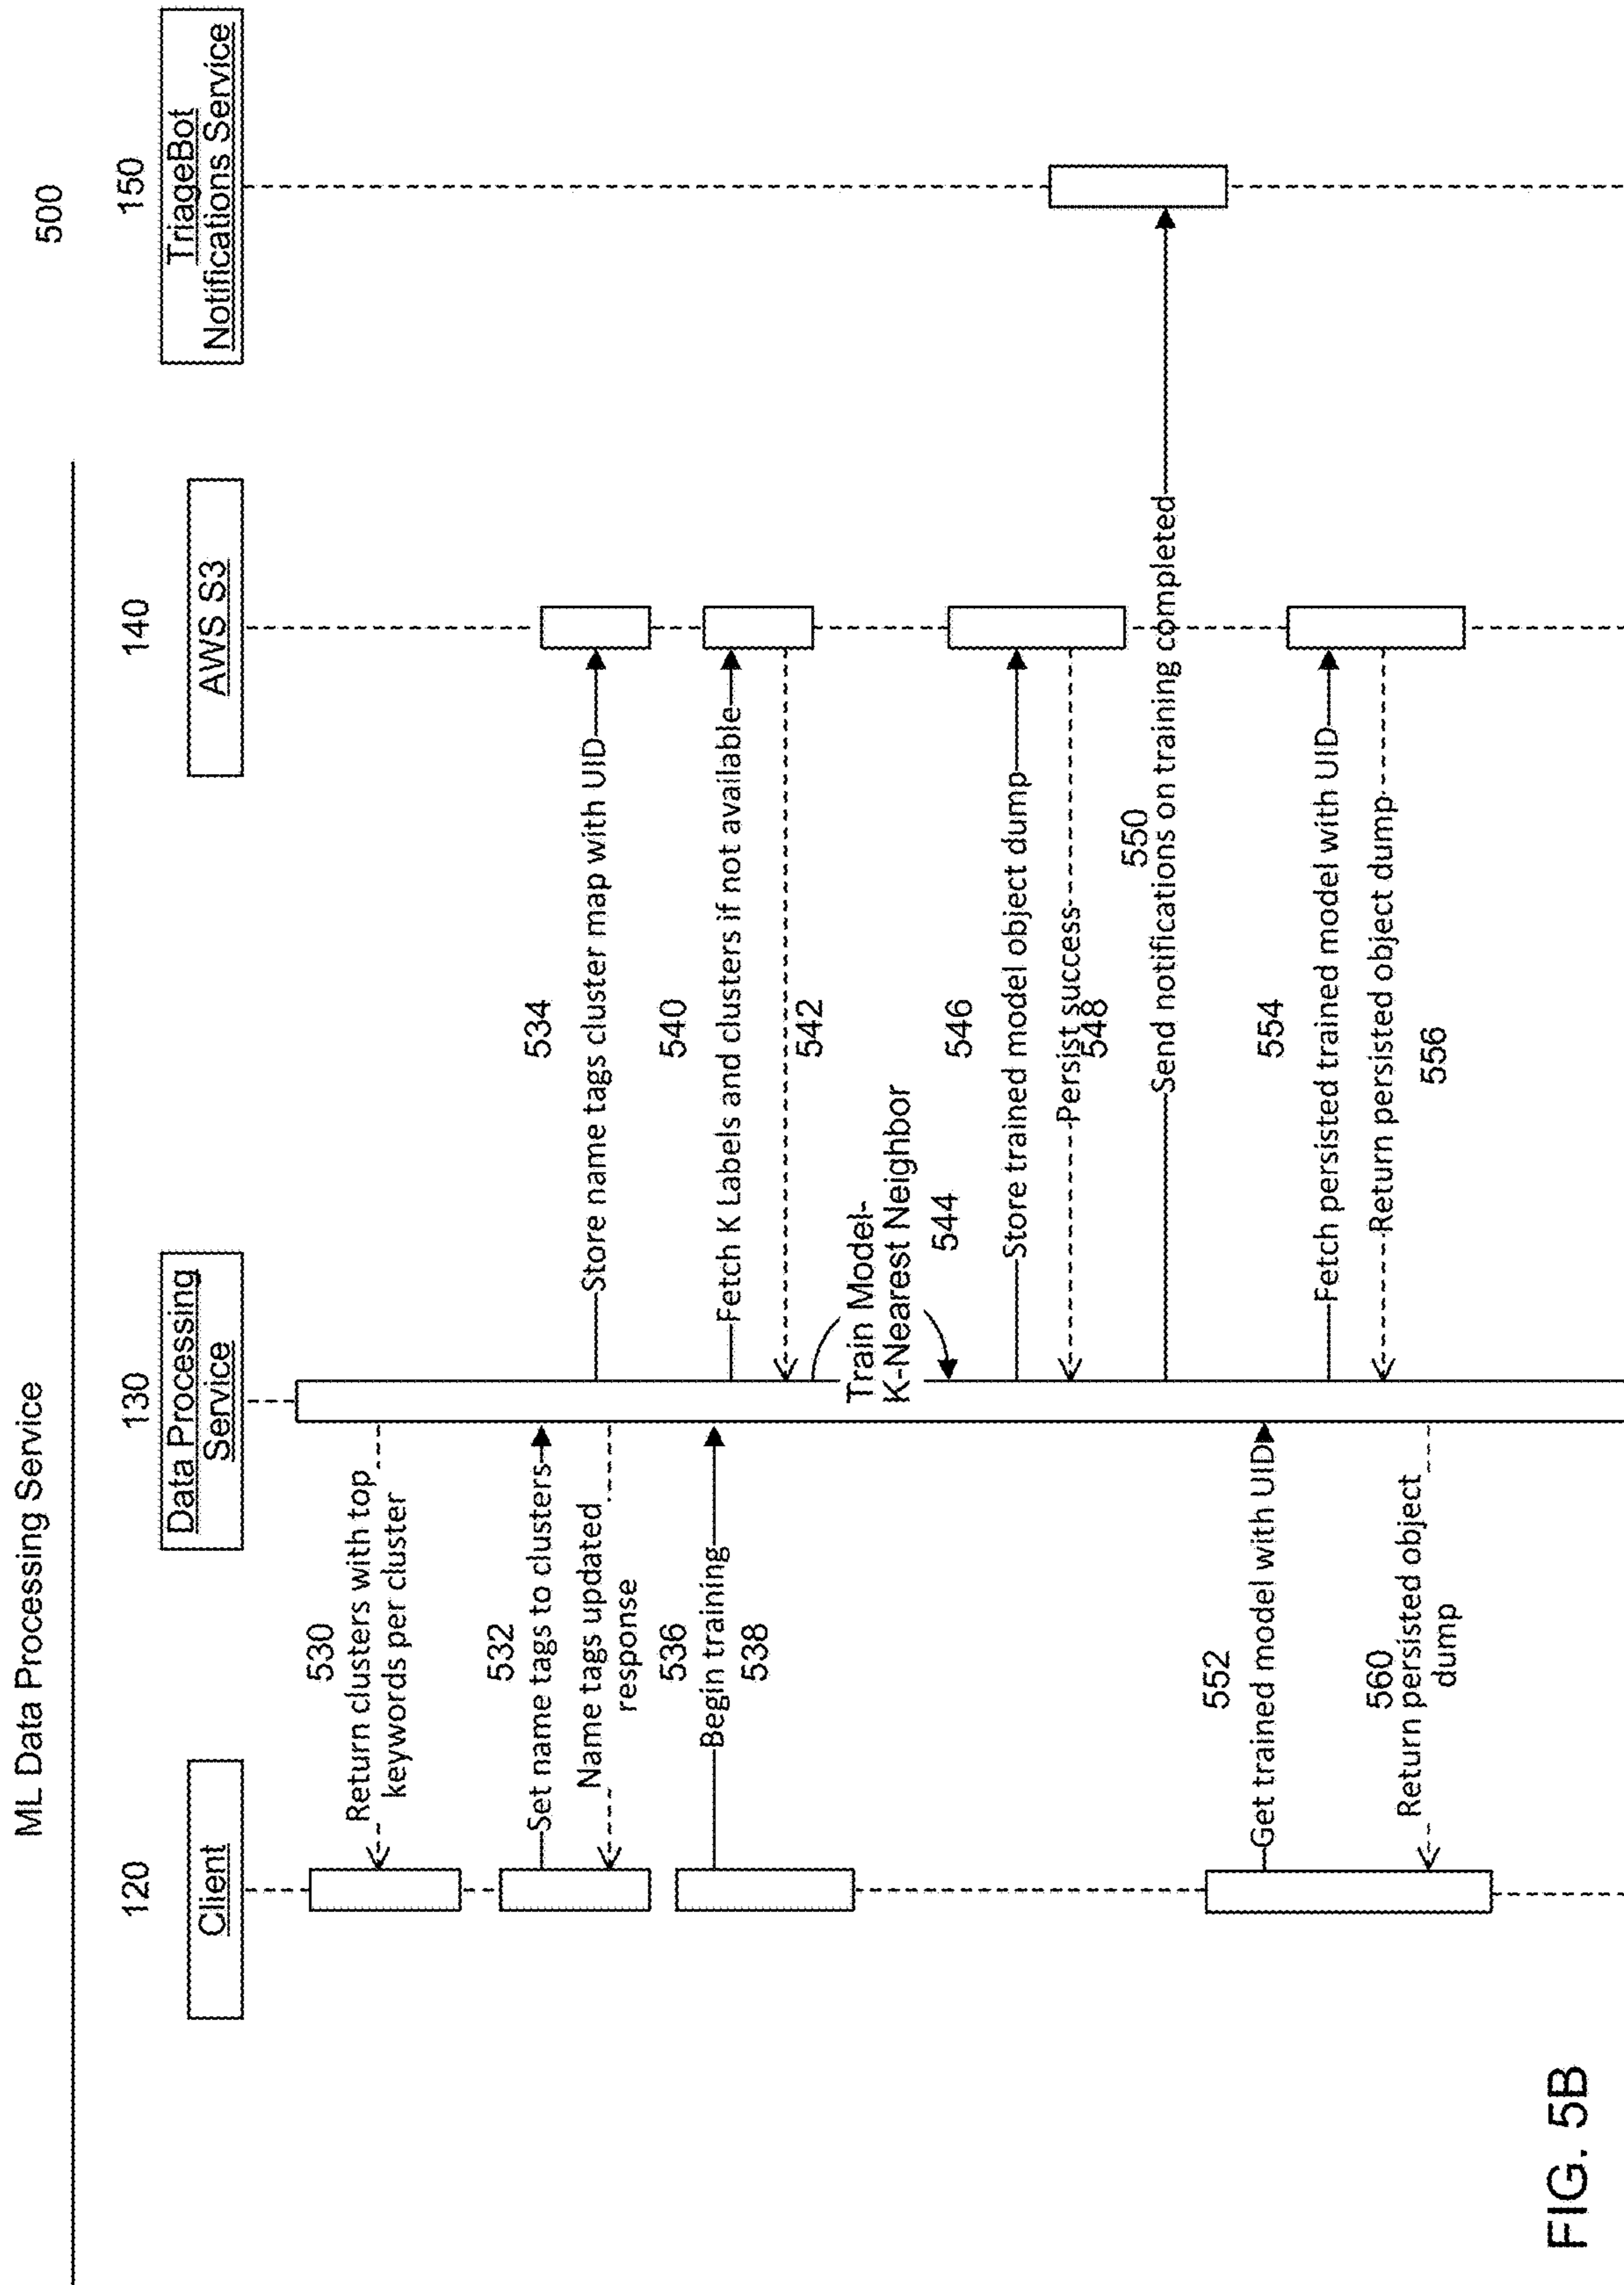 ML Data Processing Service
500
120
130
140
150
Client
Data Processing
Service
AWS S3
TriageBot
Notifications Service
530
Return clusters with top
keywords per cluster
532
Set name tags to clusters
534
Store name tags cluster map with UID
Name tags updated
response
536
Begin training
538
540
Fetch K Labels and clusters if not available
542
Train Model-
K-Nearest Neighbor
544
546
Store trained model object dump
Persist success
548
550
Send notifications on training completed
552
Get trained model with UID
554
Fetch persisted trained model with UID
Return persisted object dump
556
560
Return persisted object
dump
FIG. 5B